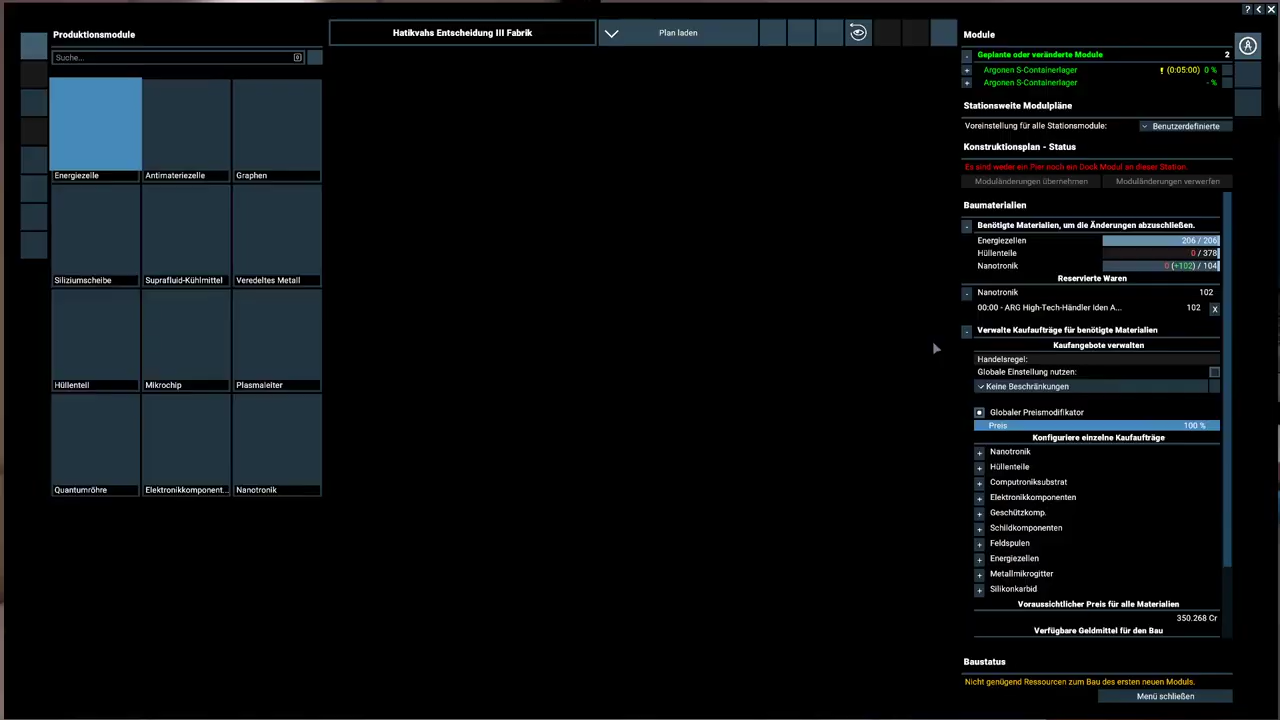 Produktionsmodule
Suche...
Energiezelle
Antimateriezelle
Graphen
Siliziumscheibe
Suprafluid-Kühlmittel
Veredeltes Metall
Hüllenteil
Mikrochip
Plasmaleiter
Quantumröhre
Elektronikkomponent...
Nanotronik
Hatikvahs Entscheidung III Fabrik
Plan laden
? < X
Module
- Geplante oder veränderte Module 2
+ Argonen S-Containerlager ! (0:05:00) 0 %
+ Argonen S-Containerlager - %
Stationsweite Modulpläne
Voreinstellung für alle Stationsmodule: Benutzerdefinierte
Konstruktionsplan - Status
Es sind weder ein Pier noch ein Dock Modul an dieser Station.
Moduländerungen übernehmen Moduländerungen verwerfen
Baumaterialien
- Benötigte Materialien, um die Änderungen abzuschließen.
Energiezellen 206 / 206
Hüllenteile 0 / 378
Nanotronik 0 (+102) / 104
Reservierte Waren
- Nanotronik 102
00:00 - ARG High-Tech-Händler Iden A... 102 X
- Verwalte Kaufaufträge für benötigte Materialien
Kaufangebote verwalten
Handelsregel:
Globale Einstellung nutzen:
Keine Beschränkungen
Globaler Preismodifikator
Preis 100 %
Konfiguriere einzelne Kaufaufträge
+ Nanotronik
+ Hüllenteile
+ Computroniksubstrat
+ Elektronikkomponenten
+ Geschützkomp.
+ Schildkomponenten
+ Feldspulen
+ Energiezellen
+ Metallmikrogitter
+ Silikonkarbid
Voraussichtlicher Preis für alle Materialien
350.268 Cr
Verfügbare Geldmittel für den Bau
Baustatus
Nicht genügend Ressourcen zum Bau des ersten neuen Moduls.
Menü schließen